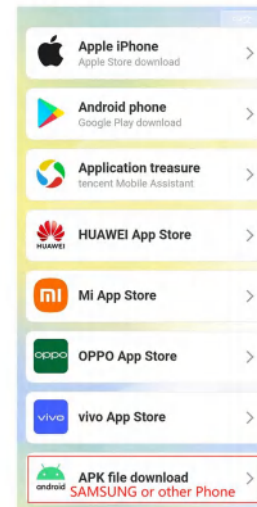 Apple iPhone
Apple Store download
Android phone
Google Play download
Application treasure
tencent Mobile Assistant
HUAWEI
HUAWEI App Store
Mi App Store
oppo
OPPO App Store
vivo
vivo App Store
android
APK file download
SAMSUNG or other Phone